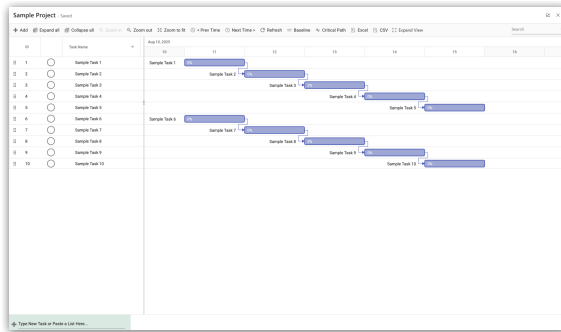 Sample Project Saved
Add Expand all Collapse all Zoom in Zoom out Zoom to fit < Prev Time Next Time > Refresh Baseline Critical Path Excel CSV Expand View Search
Aug 10, 2025
ID Task Name 10 11 12 13 14 15 16
1 Sample Task 1 Sample Task 1 0%
2 Sample Task 2 Sample Task 2 0%
3 Sample Task 3 Sample Task 3 0%
4 Sample Task 4 Sample Task 4 0%
5 Sample Task 5 Sample Task 5 0%
6 Sample Task 6 Sample Task 6 0%
7 Sample Task 7 Sample Task 7 0%
8 Sample Task 8 Sample Task 8 0%
9 Sample Task 9 Sample Task 9 0%
10 Sample Task 10 Sample Task 10 0%
Type New Task or Paste a List Here...